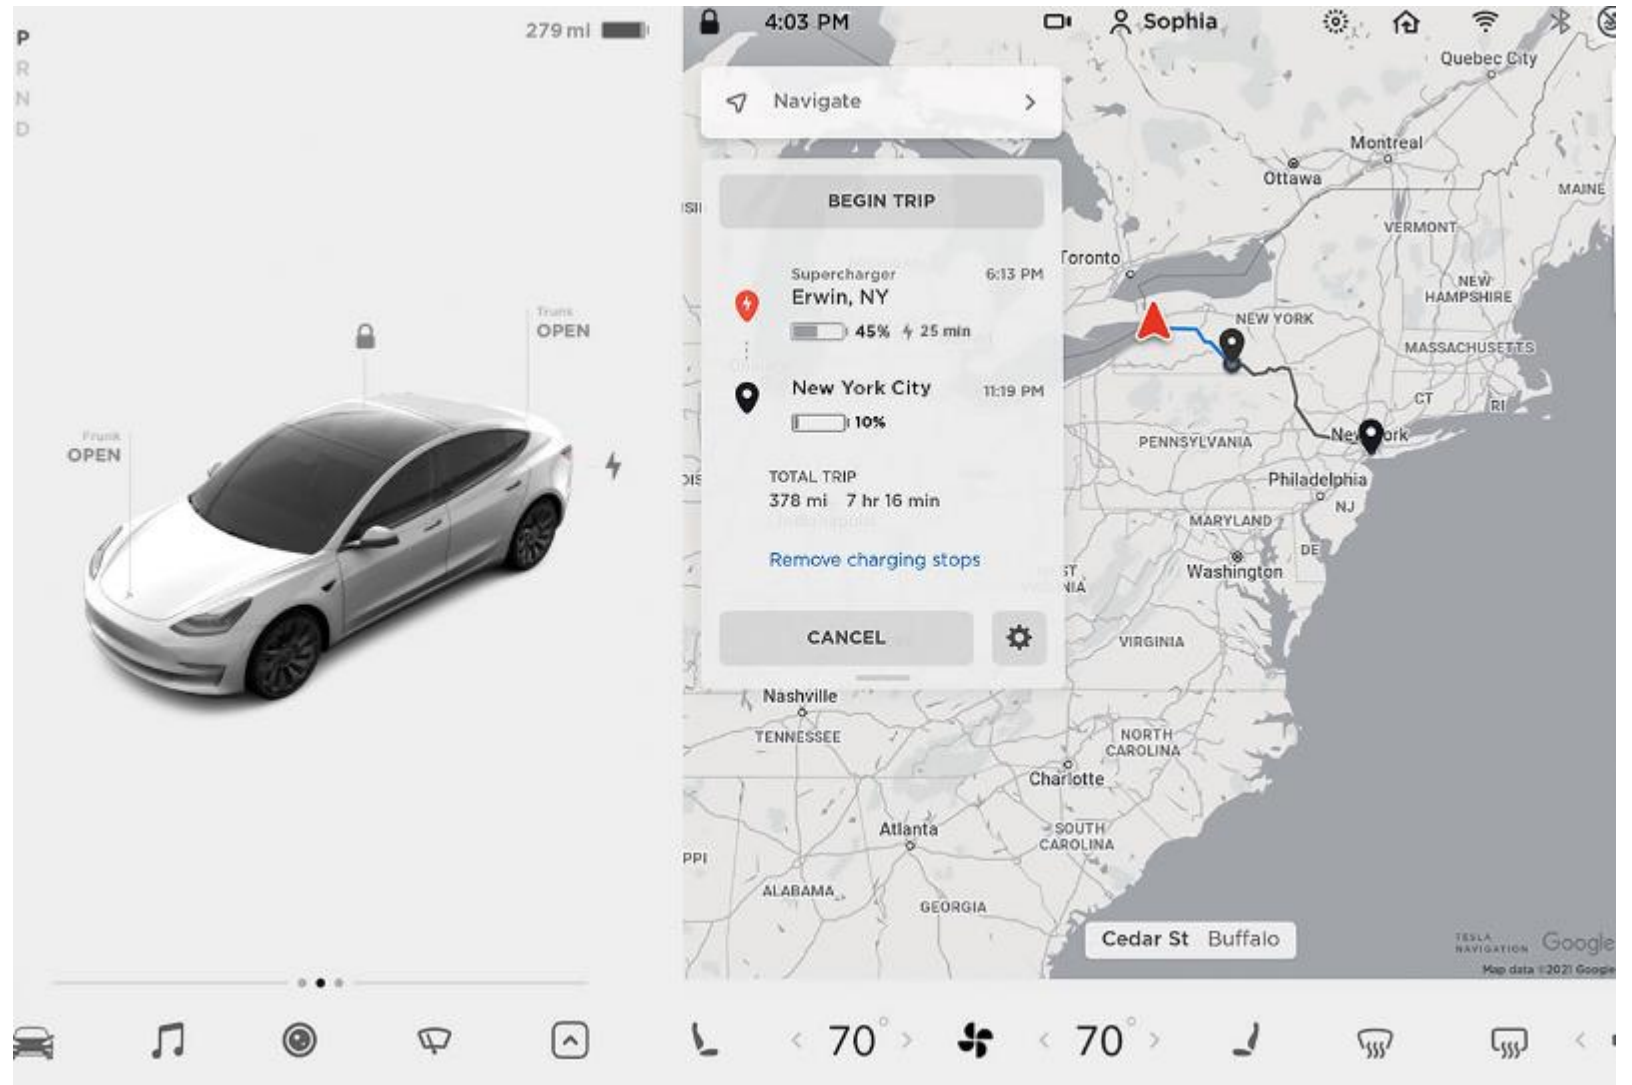 P
R
N
D
279 mi
Trunk
OPEN
Frunk
OPEN
4:03 PM
Sophia
Navigate
BEGIN TRIP
Supercharger
6:13 PM
Erwin, NY
45% 25 min
New York City
11:19 PM
10%
TOTAL TRIP
378 mi 7 hr 16 min
Remove charging stops
CANCEL
Quebec City
Montreal
Ottawa
MAINE
VERMONT
Toronto
NEW
HAMPSHIRE
NEW YORK
MASSACHUSETTS
CT
RI
New York
PENNSYLVANIA
Philadelphia
NJ
MARYLAND
DE
Washington
VIRGINIA
Nashville
TENNESSEE
NORTH
CAROLINA
Charlotte
Atlanta
SOUTH
CAROLINA
PPI
ALABAMA
GEORGIA
Cedar St Buffalo
TESLA
NAVIGATION
Google
Map data ©2021 Google
70°
70°